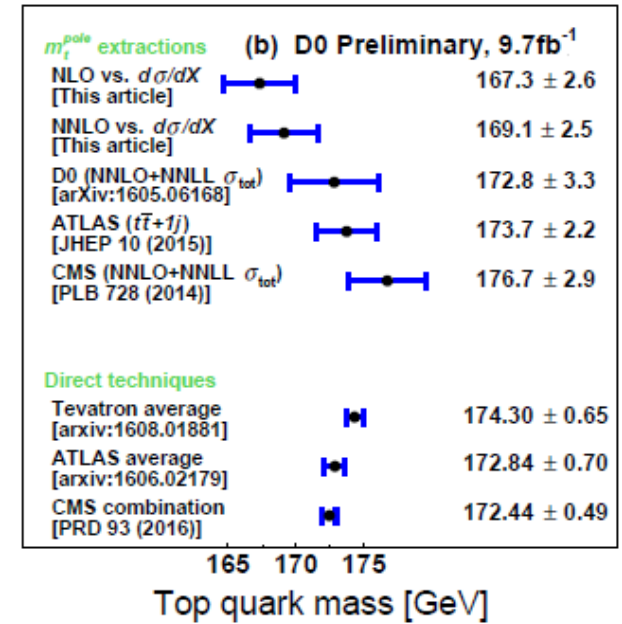 m_t^pole extractions (b) D0 Preliminary, 9.7fb^-1
NLO vs. dσ/dX 167.3 ± 2.6
[This article]
NNLO vs. dσ/dX 169.1 ± 2.5
[This article]
D0 (NNLO+NNLL σ_tot) 172.8 ± 3.3
[arXiv:1605.06168]
ATLAS (tt̅+1j) 173.7 ± 2.2
[JHEP 10 (2015)]
CMS (NNLO+NNLL σ_tot) 176.7 ± 2.9
[PLB 728 (2014)]
Direct techniques
Tevatron average 174.30 ± 0.65
[arxiv:1608.01881]
ATLAS average 172.84 ± 0.70
[arxiv:1606.02179]
CMS combination 172.44 ± 0.49
[PRD 93 (2016)]
165 170 175
Top quark mass [GeV]